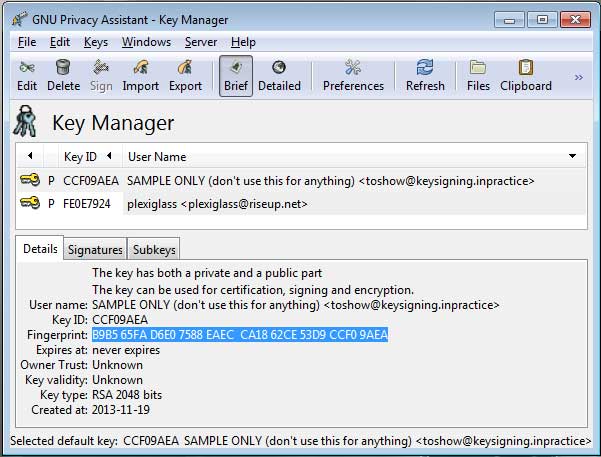 GNU Privacy Assistant - Key Manager
File Edit Keys Windows Server Help
Edit Delete Sign Import Export Brief Detailed Preferences Refresh Files Clipboard »
Key Manager
Key ID User Name
P CCF09AEA SAMPLE ONLY (don't use this for anything) <toshow@keysigning.inpractice>
P FE0E7924 plexiglass <plexiglass@riseup.net>
Details Signatures Subkeys
The key has both a private and a public part
The key can be used for certification, signing and encryption.
User name: SAMPLE ONLY (don't use this for anything) <toshow@keysigning.inpractice>
Key ID: CCF09AEA
Fingerprint: B9B5 65FA D6E0 7588 EAEC  CA18 62CE 53D9 CCF0 9AEA
Expires at: never expires
Owner Trust: Unknown
Key validity: Unknown
Key type: RSA 2048 bits
Created at: 2013-11-19
Selected default key: CCF09AEA SAMPLE ONLY (don't use this for anything) <toshow@keysigning.inpractice>